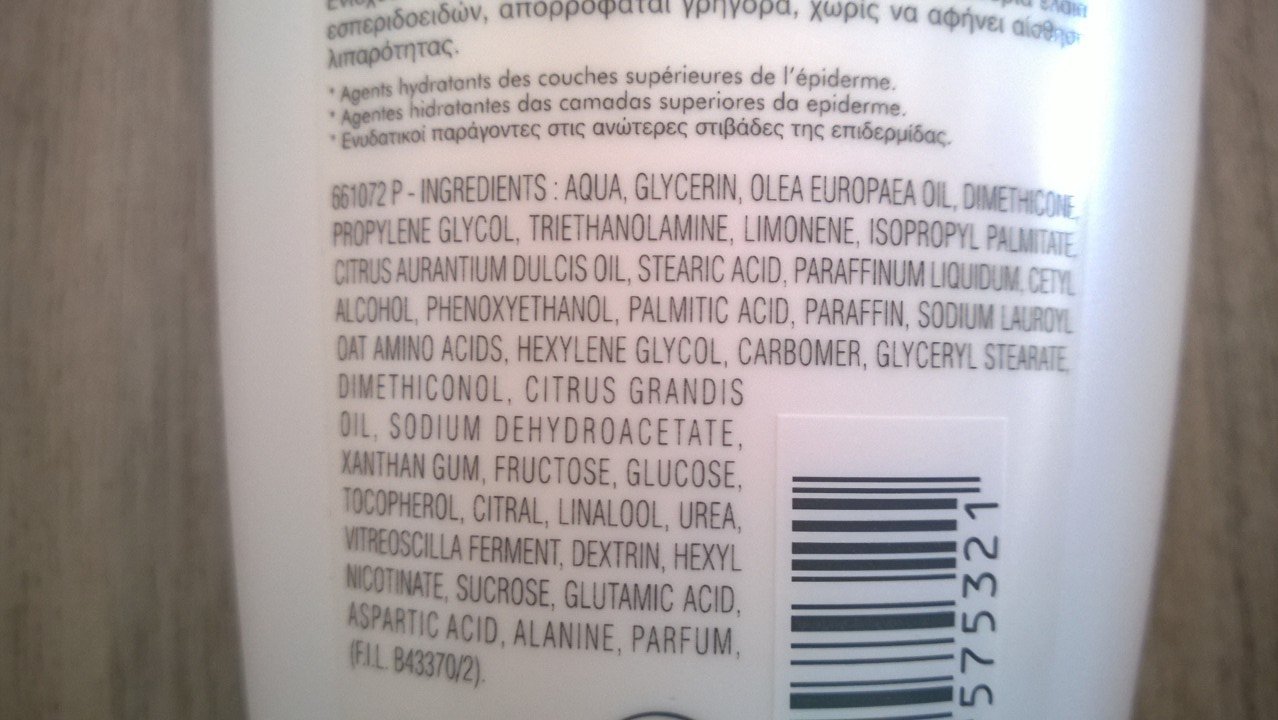 εσπεριδοειδών, απορροφάται γρήγορα, χωρίς να αφήνει αίσθησ
λιπαρότητας.
* Agents hydratants des couches supérieures de l'épiderme.
* Agentes hidratantes das camadas superiores da epiderme.
* Ενυδατικοί παράγοντες στις ανώτερες στιβάδες της επιδερμίδας.
661072 P - INGREDIENTS : AQUA, GLYCERIN, OLEA EUROPAEA OIL, DIMETHICONE,
PROPYLENE GLYCOL, TRIETHANOLAMINE, LIMONENE, ISOPROPYL PALMITATE,
CITRUS AURANTIUM DULCIS OIL, STEARIC ACID, PARAFFINUM LIQUIDUM, CETYL
ALCOHOL, PHENOXYETHANOL, PALMITIC ACID, PARAFFIN, SODIUM LAUROYL
OAT AMINO ACIDS, HEXYLENE GLYCOL, CARBOMER, GLYCERYL STEARATE,
DIMETHICONOL, CITRUS GRANDIS
OIL, SODIUM DEHYDROACETATE,
XANTHAN GUM, FRUCTOSE, GLUCOSE,
TOCOPHEROL, CITRAL, LINALOOL, UREA,
VITREOSCILLA FERMENT, DEXTRIN, HEXYL
NICOTINATE, SUCROSE, GLUTAMIC ACID,
ASPARTIC ACID, ALANINE, PARFUM,
(F.I.L. B43370/2).
575321